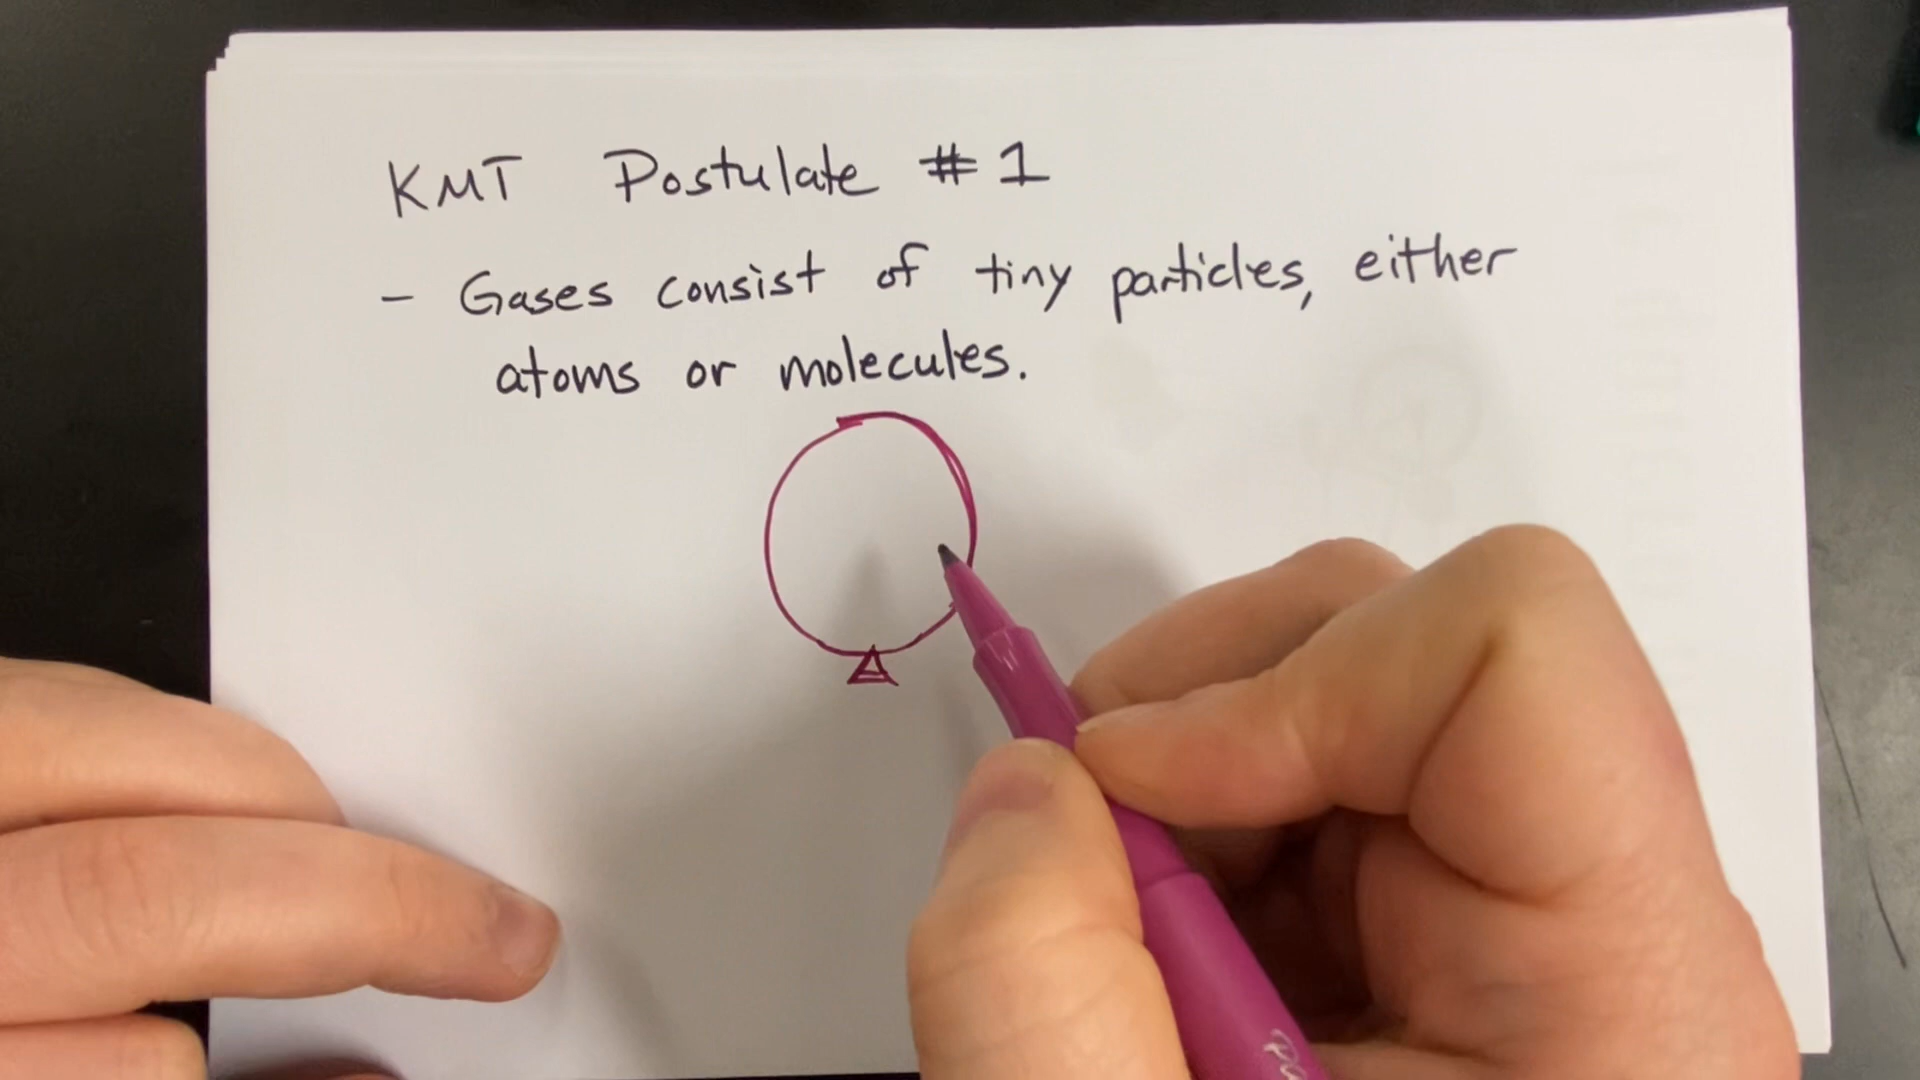 KMT Postulate #1
- Gases consist of tiny particles, either
atoms or molecules.